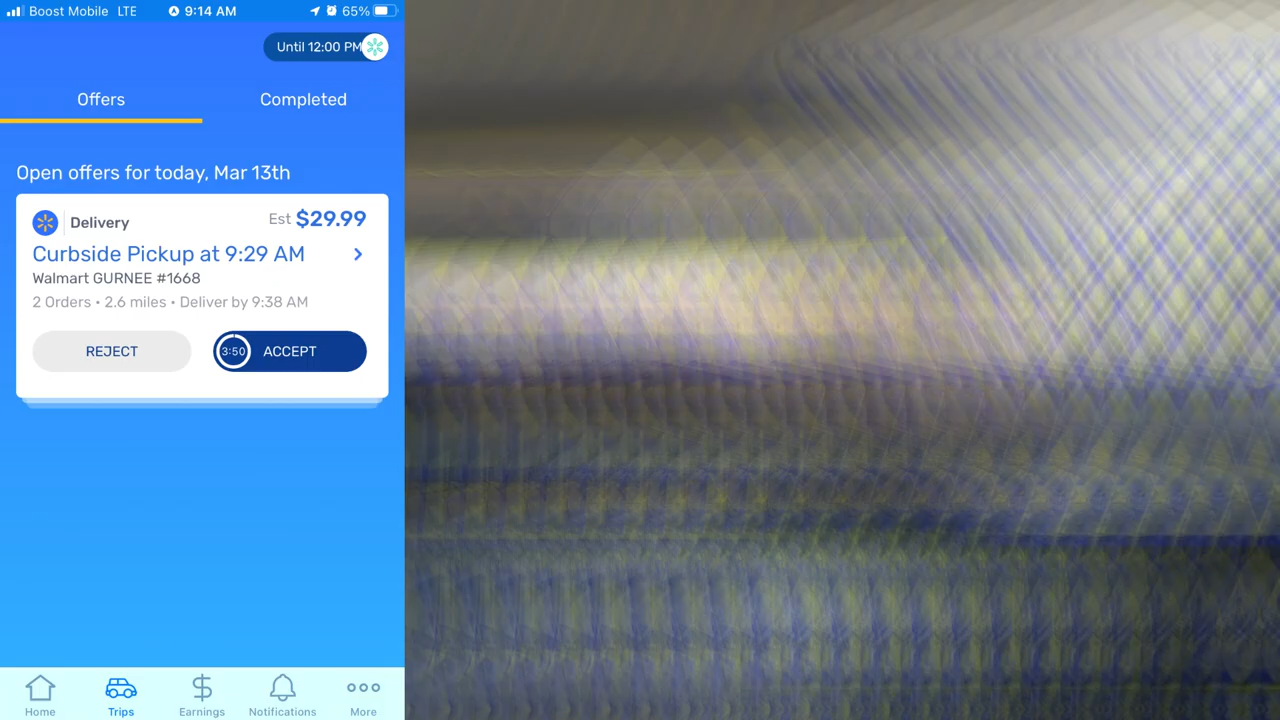 Boost Mobile LTE 9:14 AM 65%
Until 12:00 PM
Offers Completed
Open offers for today, Mar 13th
Delivery Est $29.99
Curbside Pickup at 9:29 AM
Walmart GURNEE #1668
2 Orders • 2.6 miles • Deliver by 9:38 AM
REJECT 3:50 ACCEPT
Home Trips Earnings Notifications More